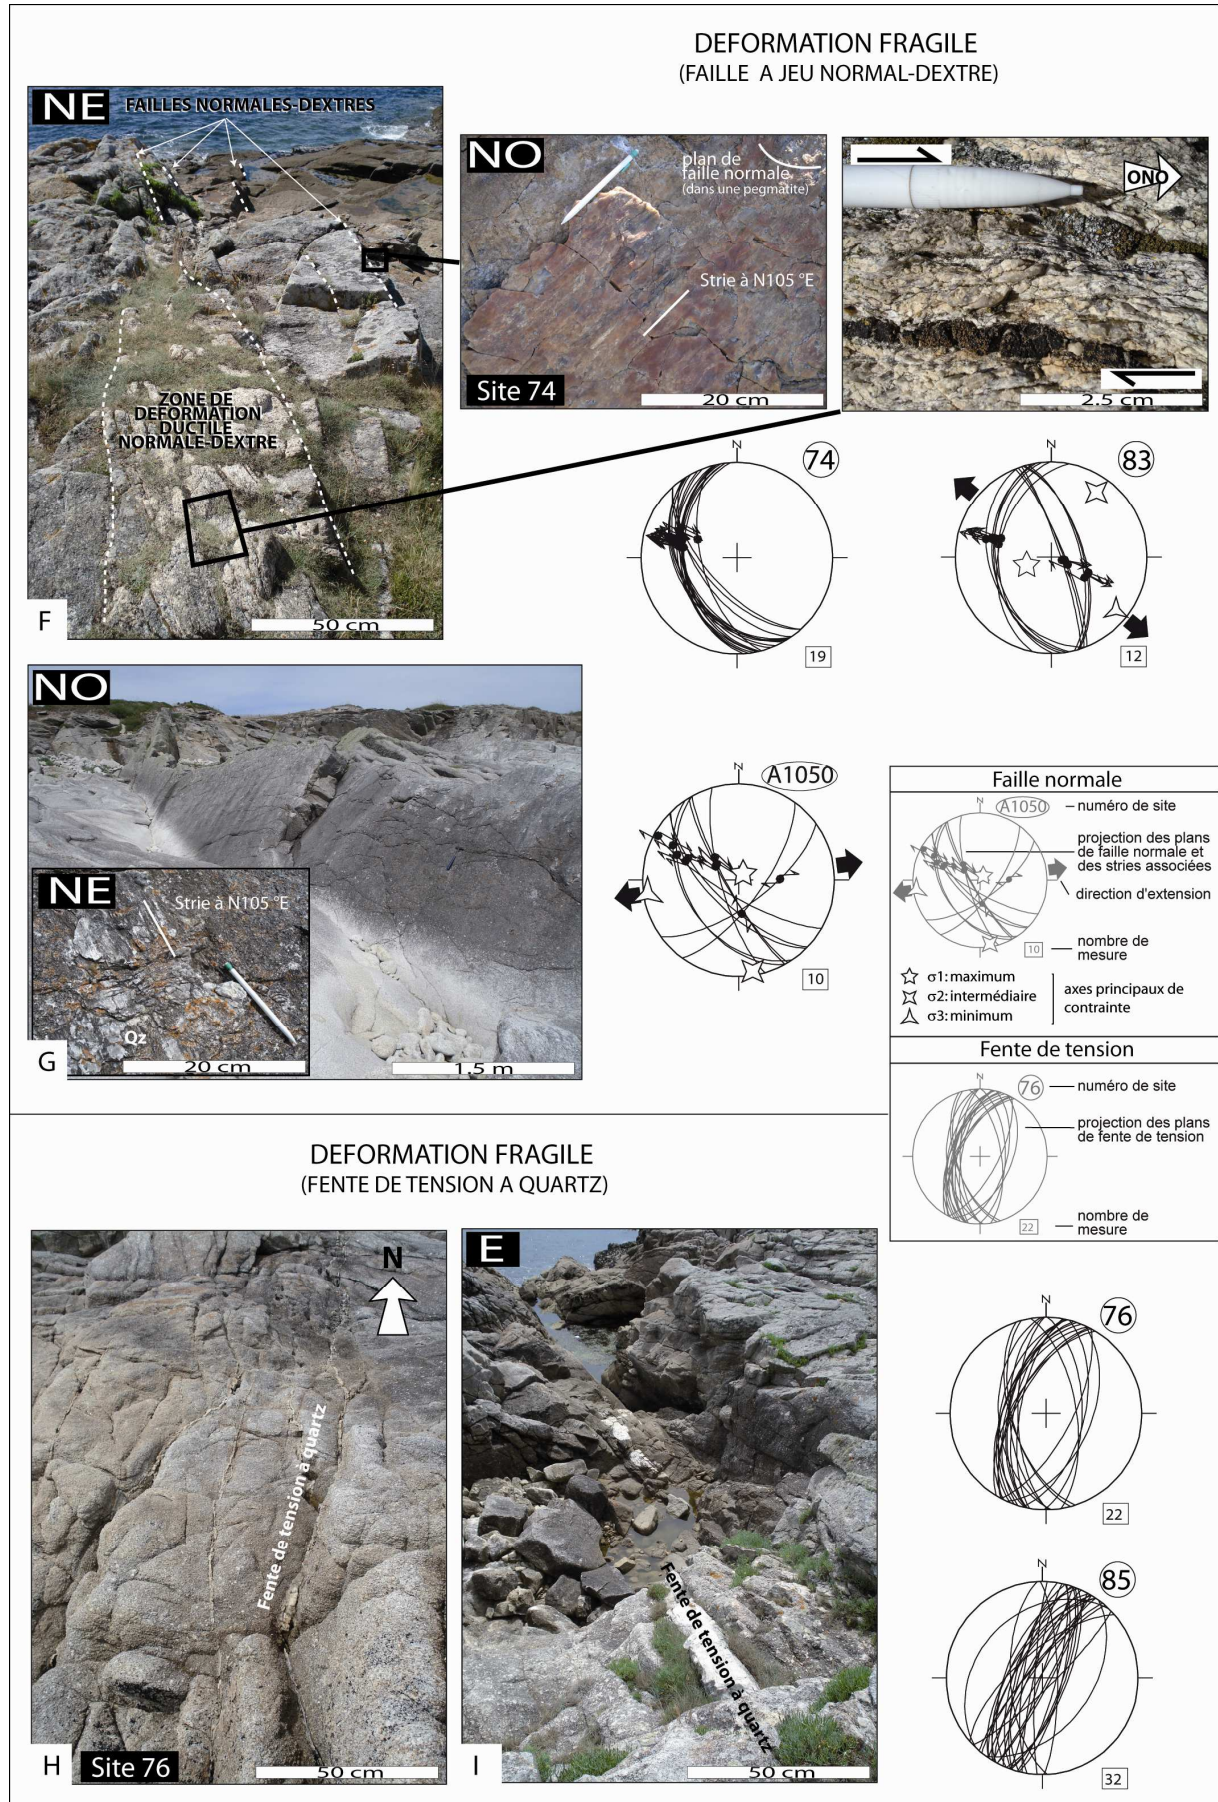 DEFORMATION FRAGILE
(FAILLE A JEU NORMAL-DEXTRE)
NE
FAILLES NORMALES-DEXTRES
ZONE DE
DEFORMATION
DUCTILE
NORMALE-DEXTRE
F
50 cm
NO
plan de
faille normale
(dans une pegmatite)
Strie à N105 °E
Site 74
20 cm
ONO
2.5 cm
N
74
19
N
83
12
NO
NE
Strie à N105 °E
Qz
20 cm
G
1.5 m
N
A1050
10
Faille normale
N
A1050
numéro de site
projection des plans
de faille normale et
des stries associées
direction d'extension
10
nombre de
mesure
σ1: maximum
σ2: intermédiaire
σ3: minimum
axes principaux de
contrainte
Fente de tension
N
76
numéro de site
projection des plans
de fente de tension
22
nombre de
mesure
DEFORMATION FRAGILE
(FENTE DE TENSION A QUARTZ)
N
Fente de tension à quartz
H
Site 76
50 cm
E
Fente de tension à quartz
I
50 cm
N
76
22
N
85
32